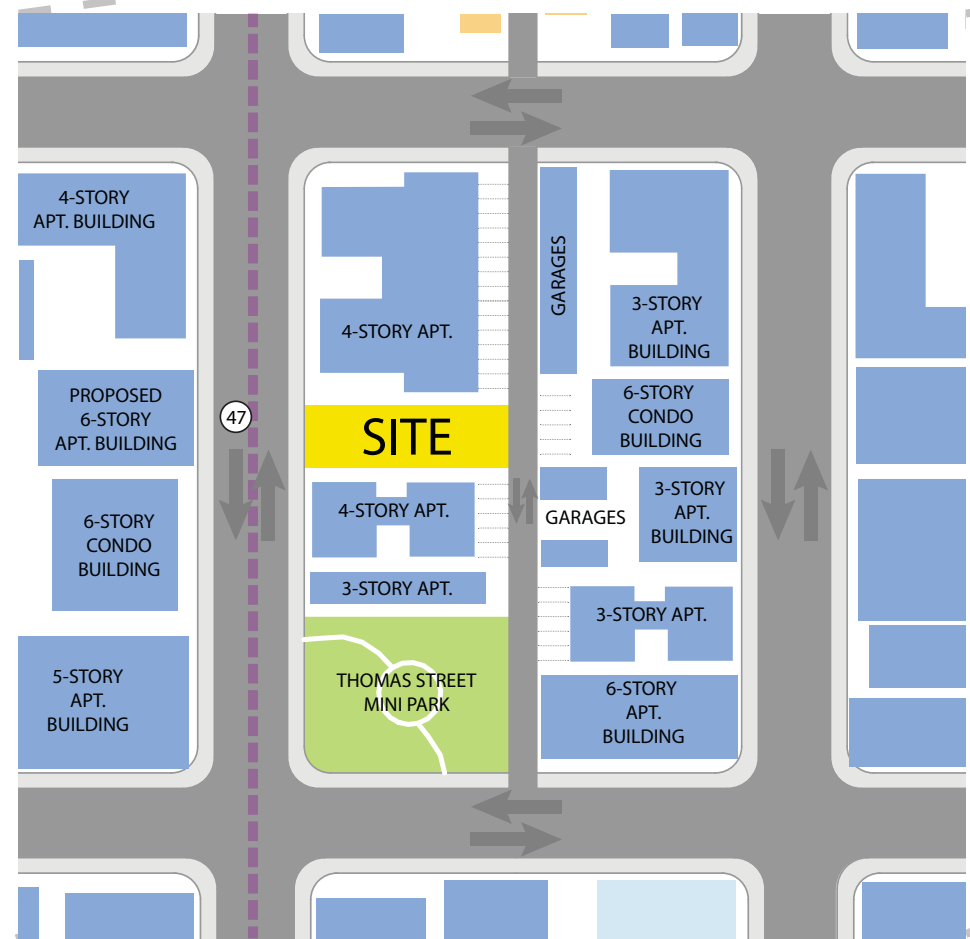 4-STORY
APT. BUILDING
PROPOSED
6-STORY
APT. BUILDING
6-STORY
CONDO
BUILDING
5-STORY
APT.
BUILDING
47
4-STORY APT.
SITE
4-STORY APT.
3-STORY APT.
THOMAS STREET
MINI PARK
GARAGES
3-STORY
APT.
BUILDING
6-STORY
CONDO
BUILDING
GARAGES
3-STORY
APT.
BUILDING
3-STORY APT.
6-STORY
APT.
BUILDING